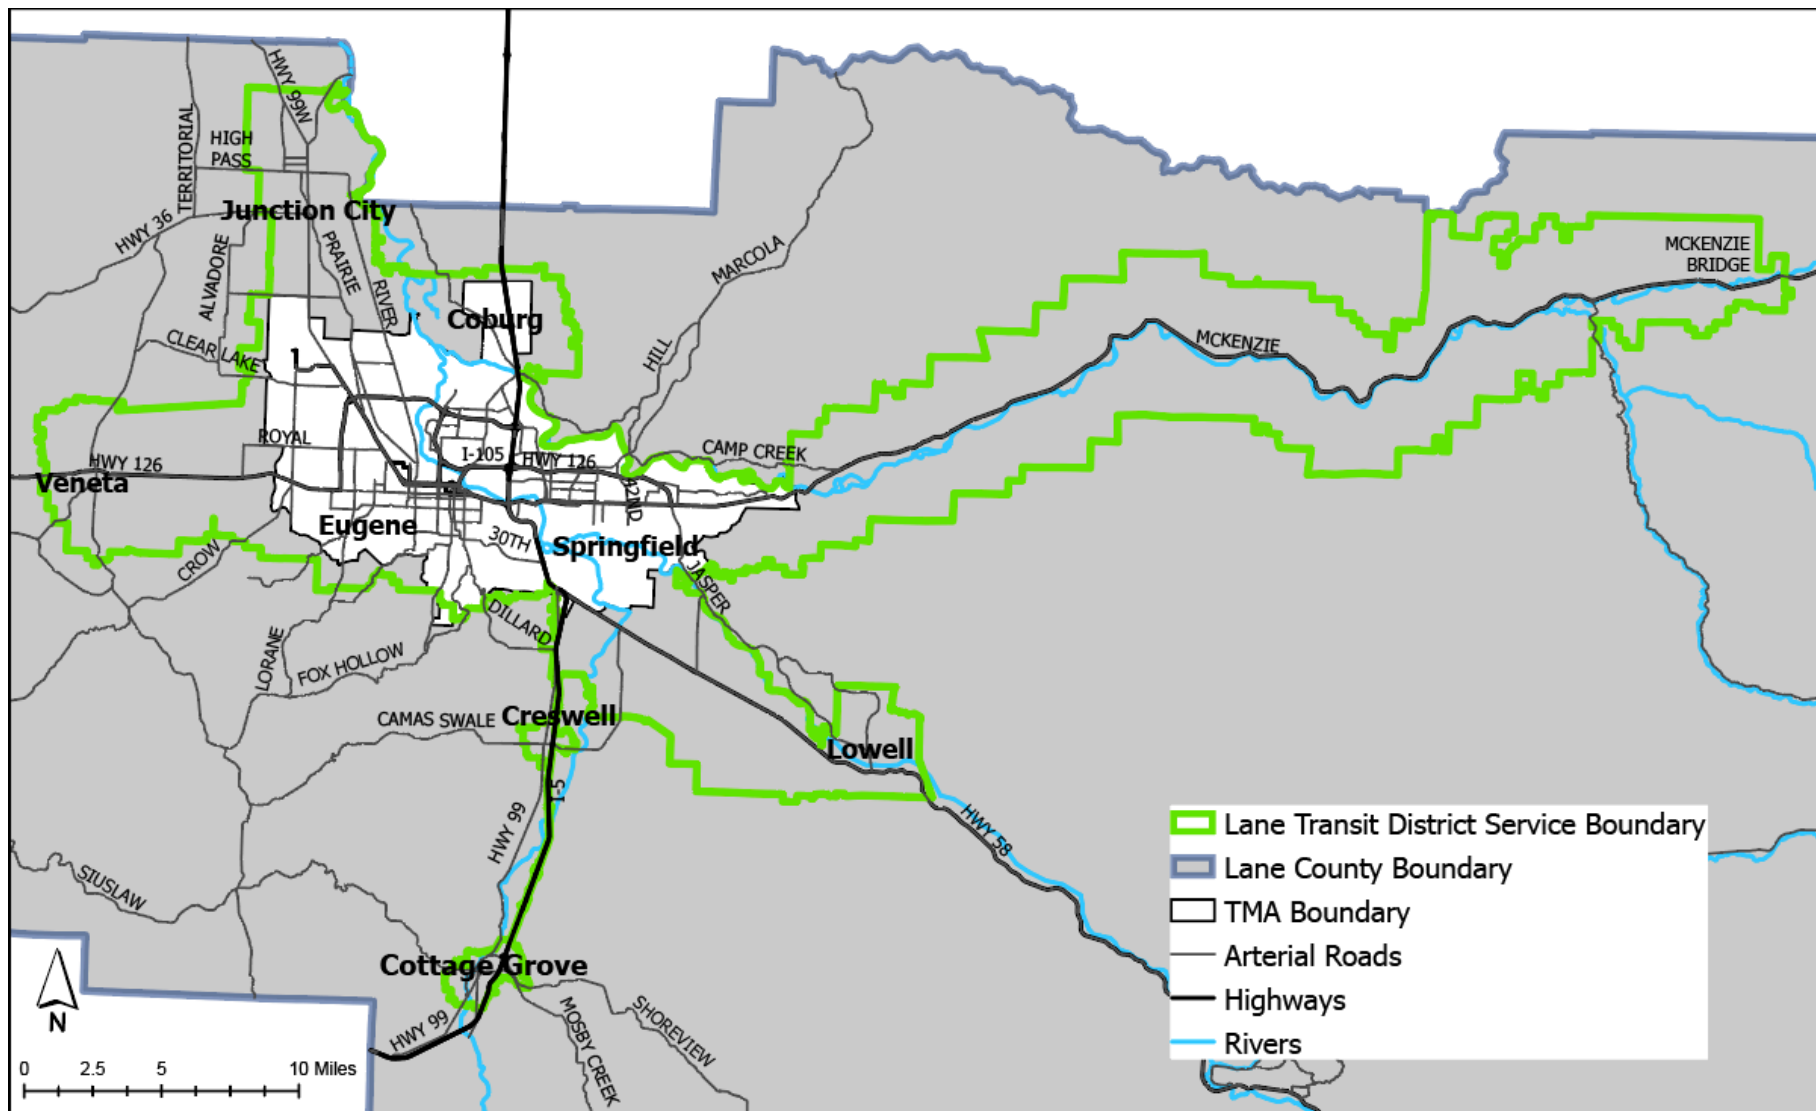 HWY 99W
TERRITORIAL
HIGH
PASS
Junction City
HWY 36
ALVADORE
PRAIRIE
RIVER
MARCOLA
MCKENZIE
BRIDGE
Coburg
CLEAR LAKE
HILL
MCKENZIE
ROYAL
I-105
HWY 126
CAMP CREEK
HWY 126
Veneta
42ND
Eugene
30TH
Springfield
CROW
JASPER
DILLARD
LORANE
FOX HOLLOW
CAMAS SWALE
Creswell
Lowell
I-5
HWY 99
HWY 58
SIUSLAW
Cottage Grove
HWY 99
MOSBY CREEK
SHOREVIEW
N
0 2.5 5 10 Miles
Lane Transit District Service Boundary
Lane County Boundary
TMA Boundary
Arterial Roads
Highways
Rivers